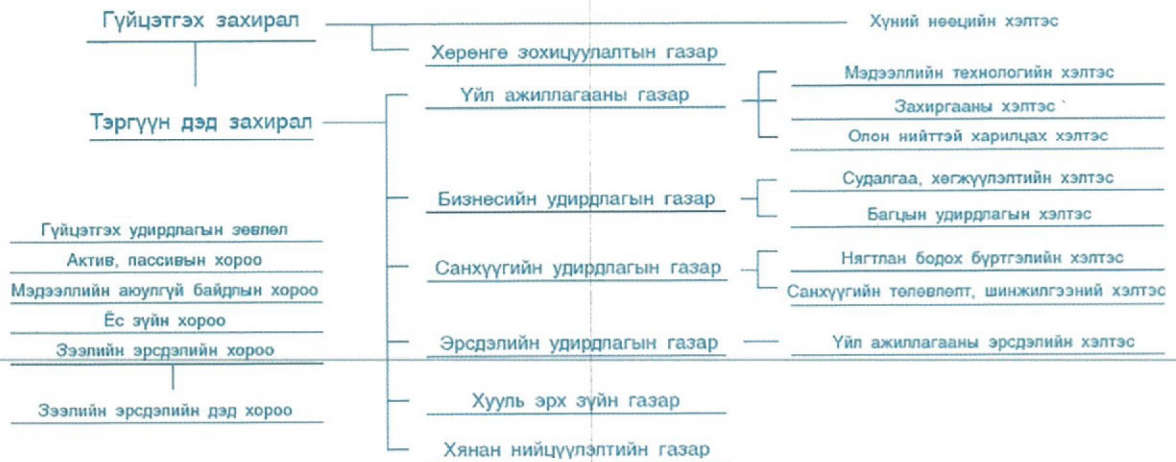 Гүйцэтгэх захирал
Хүний нөөцийн хэлтэс
Хөрөнгө зохицуулалтын газар
Тэргүүн дэд захирал
Үйл ажиллагааны газар
Мэдээллийн технологийн хэлтэс
Захиргааны хэлтэс
Олон нийттэй харилцах хэлтэс
Бизнесийн удирдлагын газар
Судалгаа, хөгжүүлэлтийн хэлтэс
Багцын удирдлагын хэлтэс
Санхүүгийн удирдлагын газар
Нягтлан бодох бүртгэлийн хэлтэс
Санхүүгийн төлөвлөлт, шинжилгээний хэлтэс
Эрсдэлийн удирдлагын газар
Үйл ажиллагааны эрсдэлийн хэлтэс
Хууль эрх зүйн газар
Хянан нийцүүлэлтийн газар
Гүйцэтгэх удирдлагын зөвлөл
Актив, пассивын хороо
Мэдээллийн аюулгүй байдлын хороо
Ёс зүйн хороо
Зээлийн эрсдэлийн хороо
Зээлийн эрсдэлийн дэд хороо